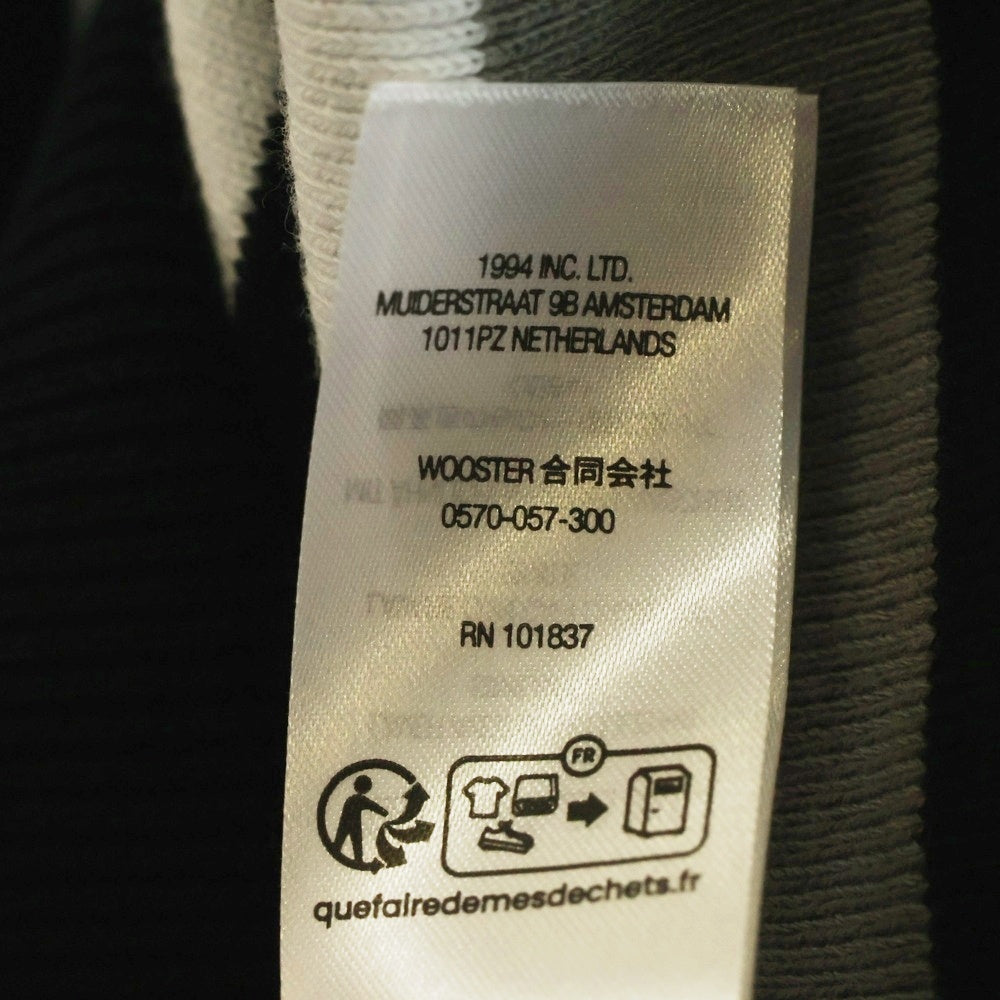 1994 INC. LTD.
MUIDERSTRAAT 9B AMSTERDAM
1011PZ NETHERLANDS
WOOSTER 合同会社
0570-057-300
RN 101837
FR
quefairedemesdechets.fr